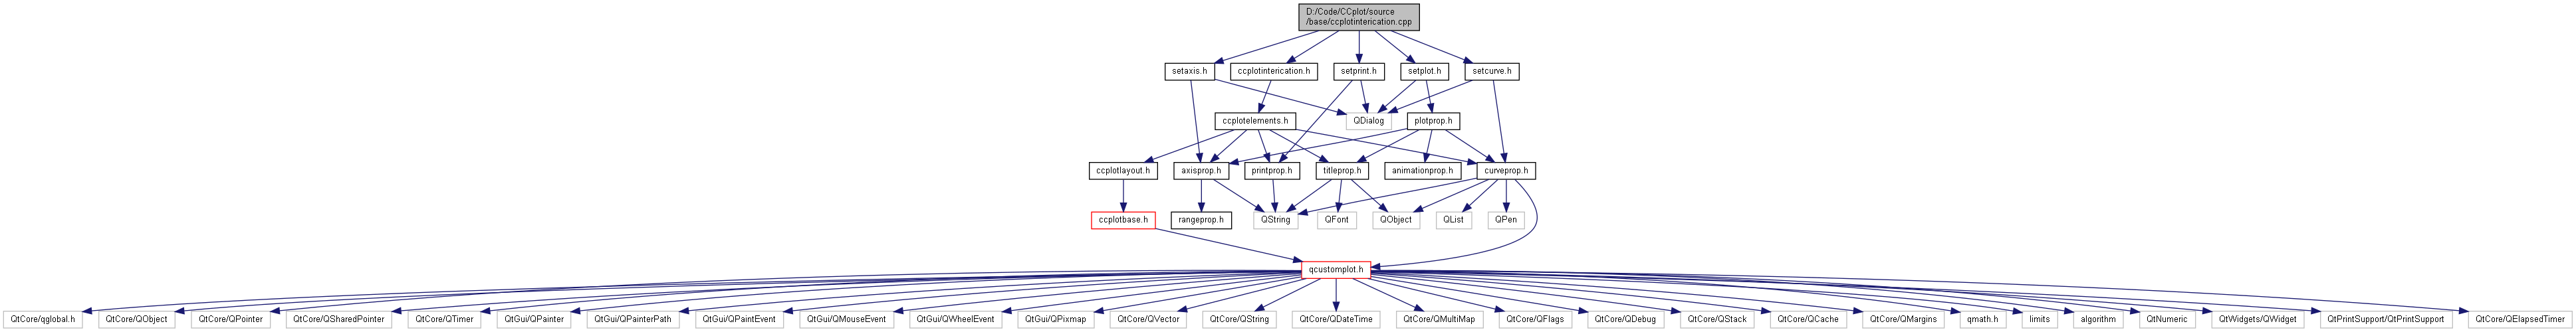 D:/Code/CCplot/source
/base/ccplotinterication.cpp
setaxis.h
ccplotinterication.h
setprint.h
setplot.h
setcurve.h
ccplotelements.h
QDialog
plotprop.h
ccplotlayout.h
axisprop.h
printprop.h
titleprop.h
animationprop.h
curveprop.h
ccplotbase.h
rangeprop.h
QString
QFont
QObject
QList
QPen
qcustomplot.h
QtCore/qglobal.h
QtCore/QObject
QtCore/QPointer
QtCore/QSharedPointer
QtCore/QTimer
QtGui/QPainter
QtGui/QPainterPath
QtGui/QPaintEvent
QtGui/QMouseEvent
QtGui/QWheelEvent
QtGui/QPixmap
QtCore/QVector
QtCore/QString
QtCore/QDateTime
QtCore/QMultiMap
QtCore/QFlags
QtCore/QDebug
QtCore/QStack
QtCore/QCache
QtCore/QMargins
qmath.h
limits
algorithm
QtNumeric
QtWidgets/QWidget
QtPrintSupport/QtPrintSupport
QtCore/QElapsedTimer